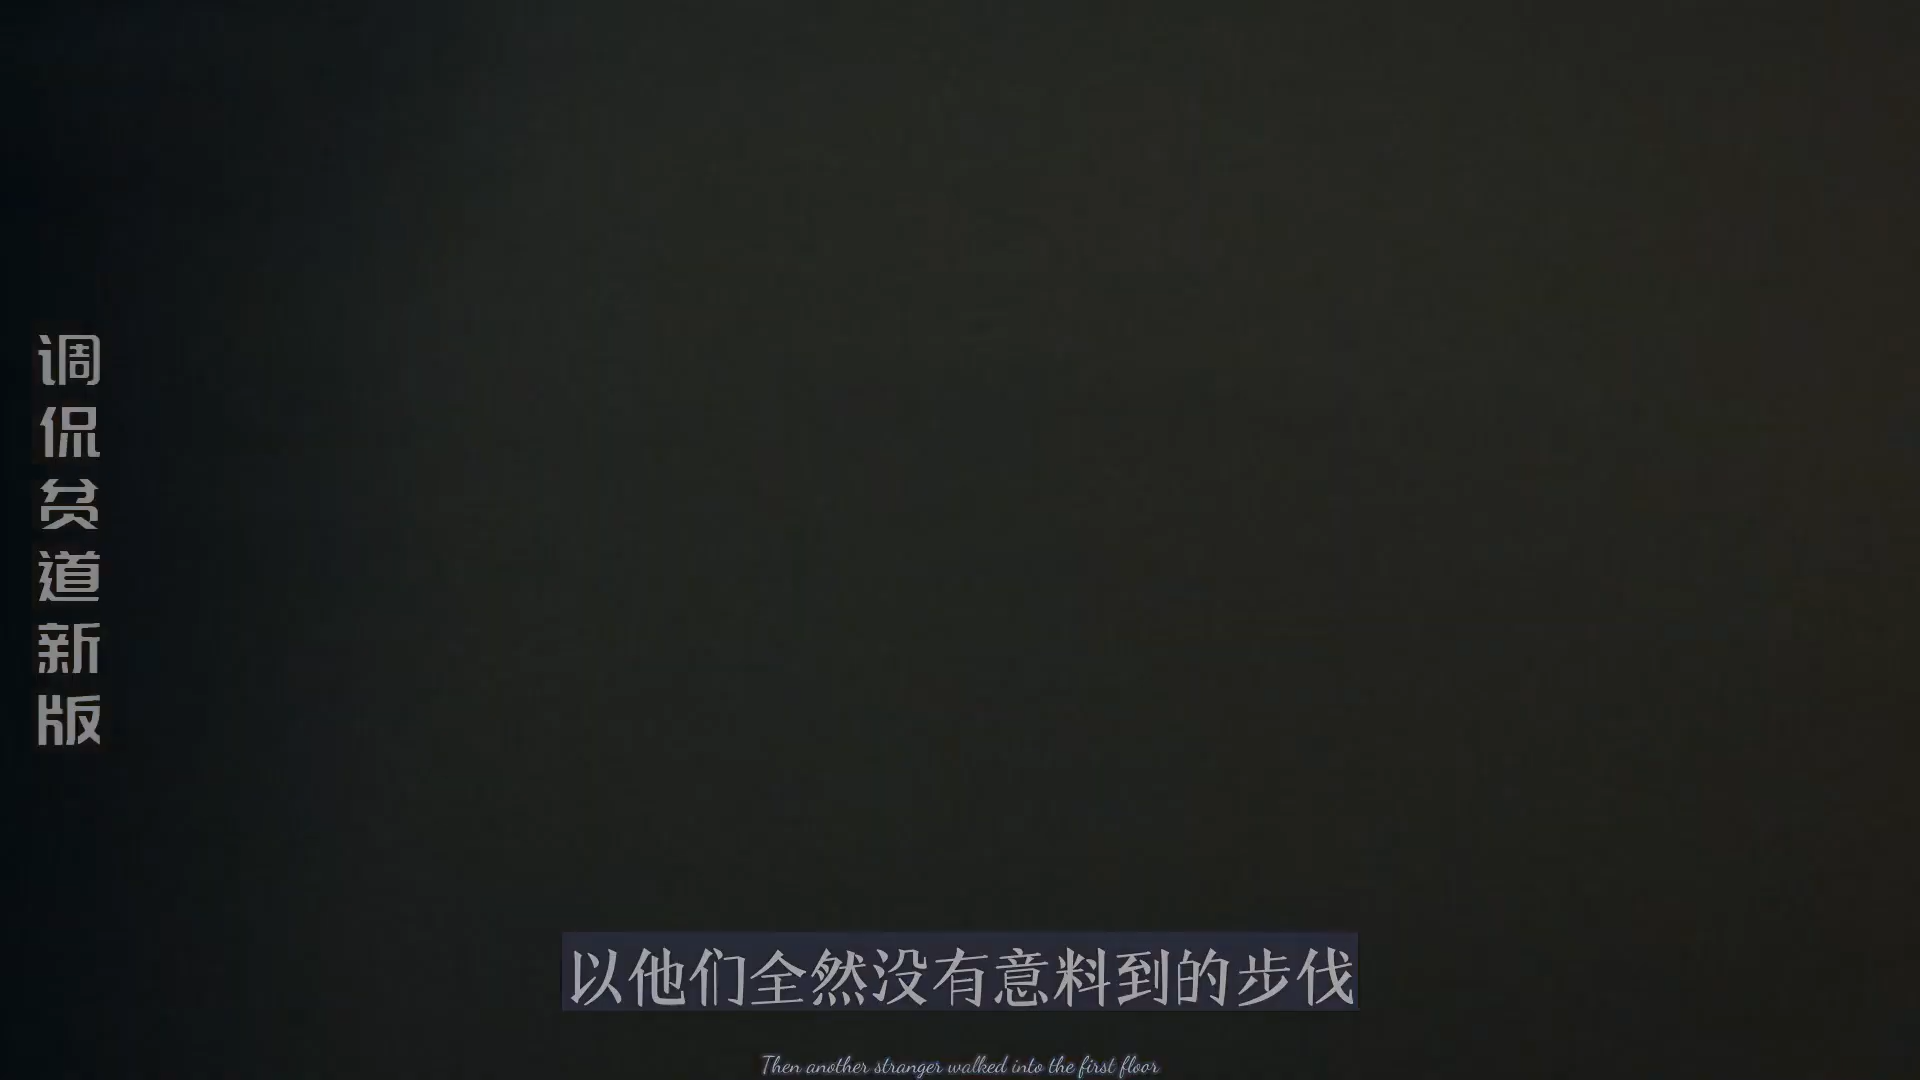 调侃贫道新版
以他们全然没有意料到的步伐
Then another stranger walked into the first floor